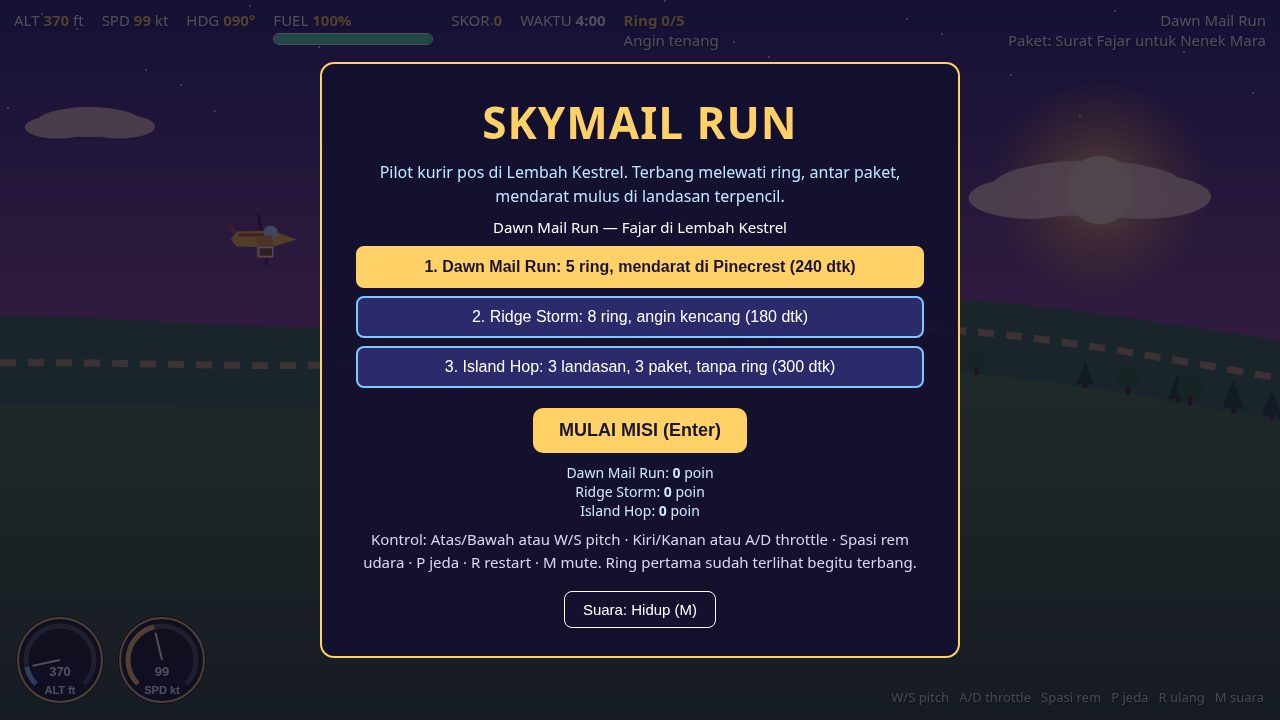 ALT 370 ft SPD 99 kt HDG 090° FUEL 100% SKOR 0 WAKTU 4:00 Ring 0/5 Dawn Mail Run
Angin tenang Paket: Surat Fajar untuk Nenek Mara
SKYMAIL RUN
Pilot kurir pos di Lembah Kestrel. Terbang melewati ring, antar paket,
mendarat mulus di landasan terpencil.
Dawn Mail Run — Fajar di Lembah Kestrel
1. Dawn Mail Run: 5 ring, mendarat di Pinecrest (240 dtk)
2. Ridge Storm: 8 ring, angin kencang (180 dtk)
3. Island Hop: 3 landasan, 3 paket, tanpa ring (300 dtk)
MULAI MISI (Enter)
Dawn Mail Run: 0 poin
Ridge Storm: 0 poin
Island Hop: 0 poin
Kontrol: Atas/Bawah atau W/S pitch · Kiri/Kanan atau A/D throttle · Spasi rem
udara · P jeda · R restart · M mute. Ring pertama sudah terlihat begitu terbang.
Suara: Hidup (M)
370 99
ALT ft SPD kt
W/S pitch A/D throttle Spasi rem P jeda R ulang M suara